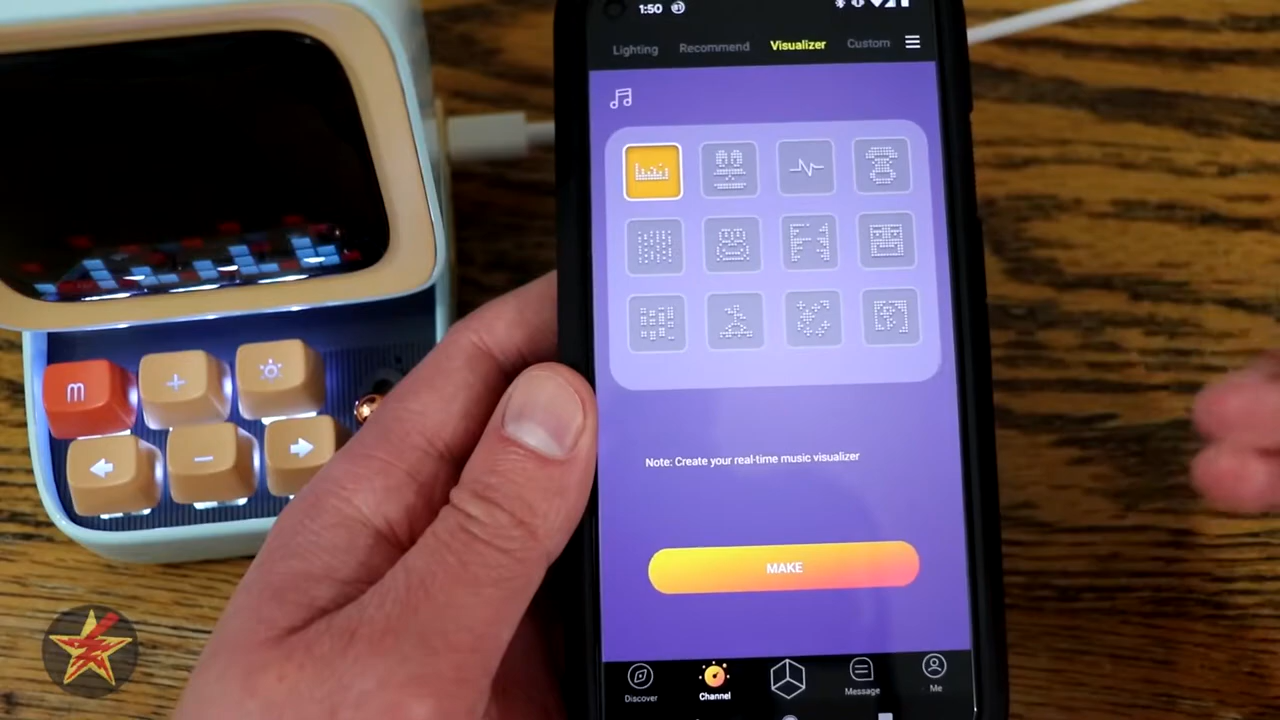 1:50
Lighting Recommend Visualizer Custom
Note: Create your real-time music visualizer
MAKE
Discover Channel Message Me
m
+
-